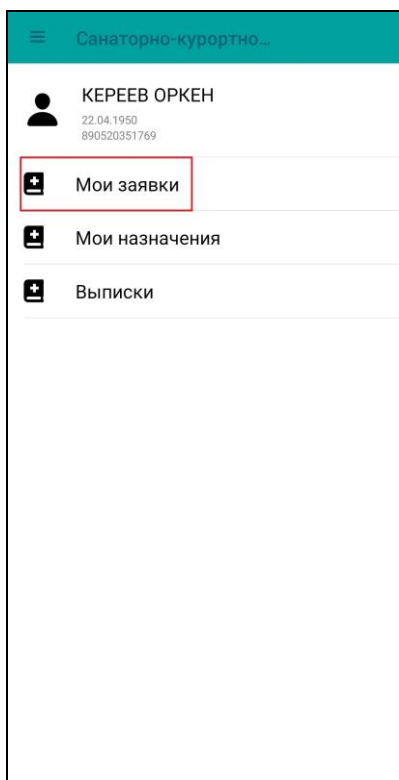 Санаторно-курортно...
КЕРЕЕВ ОРКЕН
22.04.1950
890520351769
Мои заявки
Мои назначения
Выписки